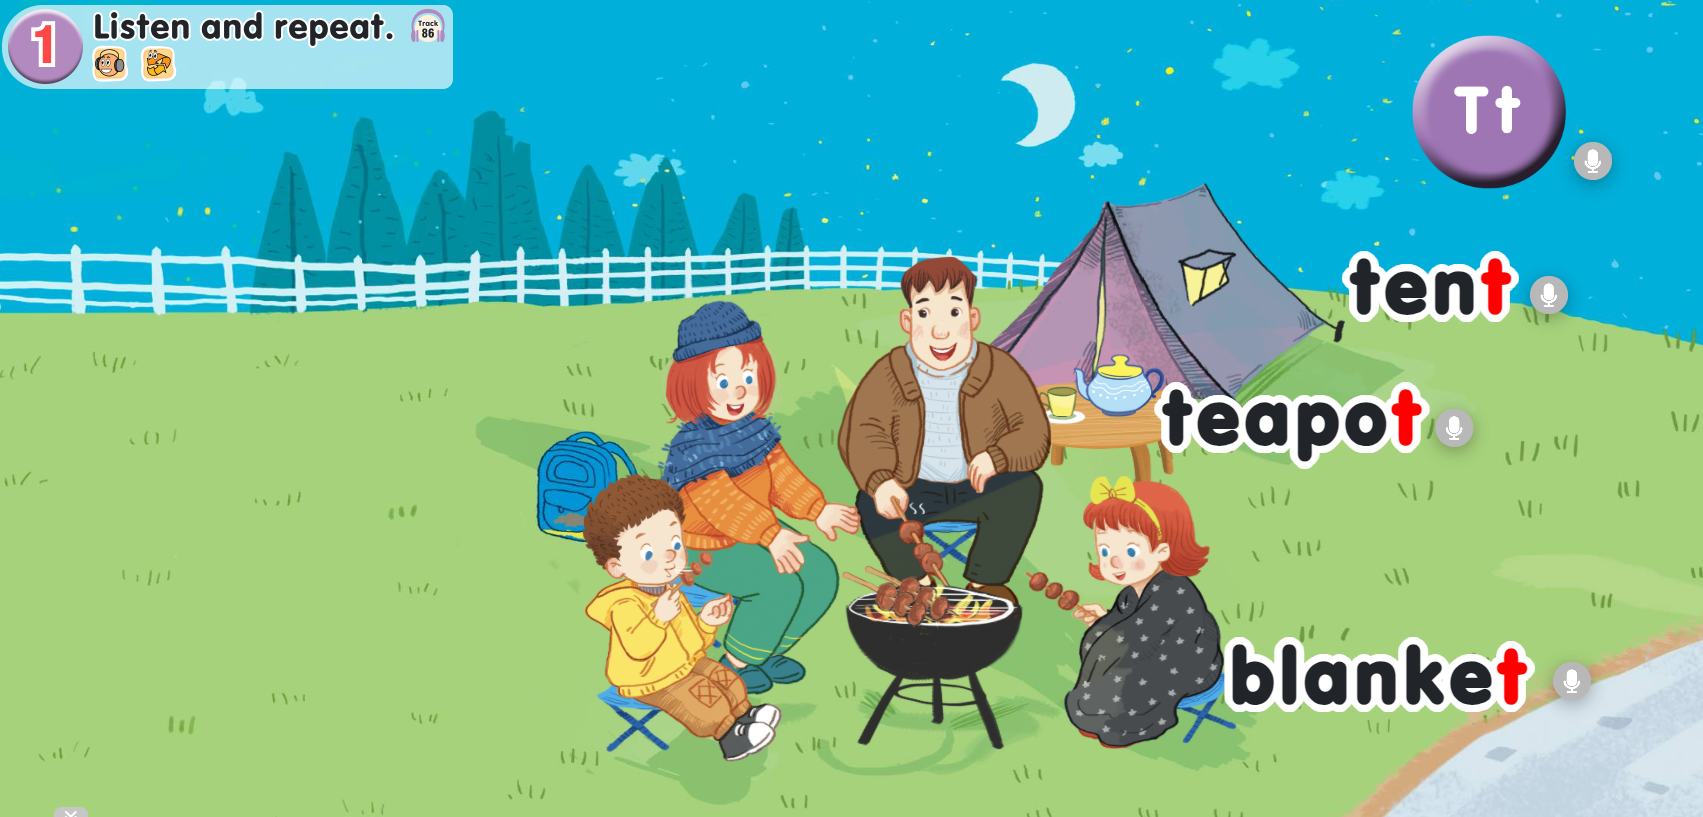 1 Listen and repeat.
Track
86
Tt
tent
teapot
blanket